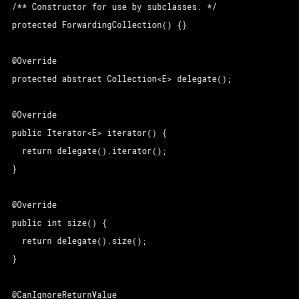 /** Constructor for use by subclasses. */
protected ForwardingCollection() {}
@Override
protected abstract Collection<E> delegate();
@Override
public Iterator<E> iterator() {
return delegate().iterator();
}
@Override
public int size() {
return delegate().size();
}
@CanIgnoreReturnValue